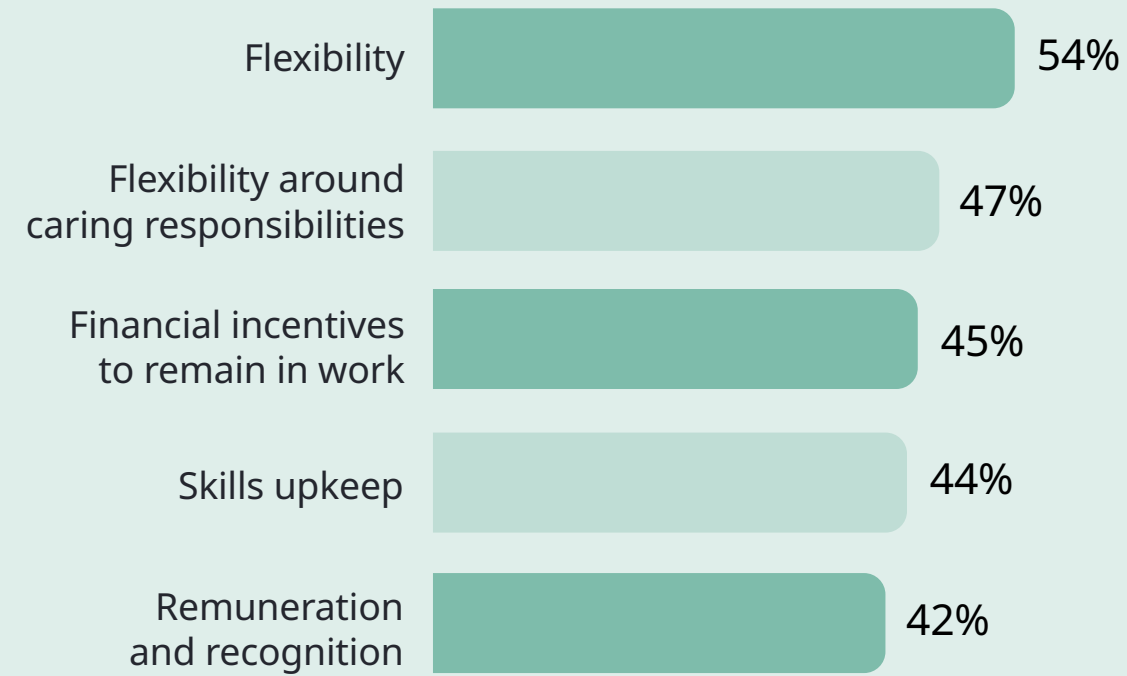 Flexibility
54%
Flexibility around
caring responsibilities
47%
Financial incentives
to remain in work
45%
Skills upkeep
44%
Remuneration
and recognition
42%